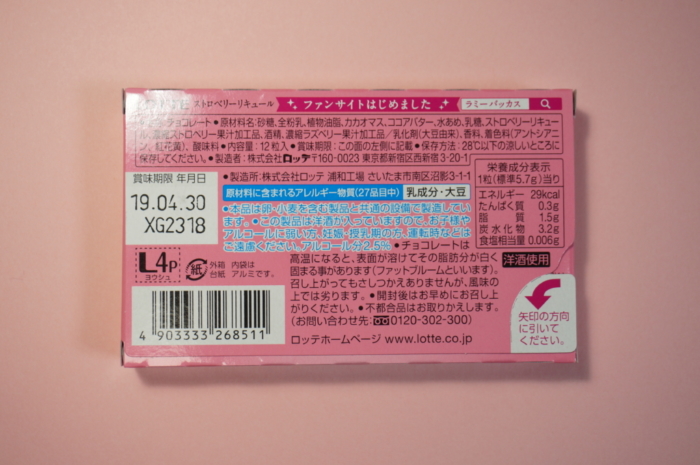 ストロベリーリキュール ファンサイトはじめました ラミーバッカス
チョコレート ●原材料名:砂糖、全粉乳、植物油脂、カカオマス、ココアバター、水あめ、乳糖、ストロベリーリキュー
ル、濃縮ストロベリー果汁加工品、酒精、濃縮ラズベリー果汁加工品/乳化剤(大豆由来)、香料、着色料(アントシアニ
ン、紅花黄)、酸味料 ●内容量:12粒入 ●賞味期限:この面の左側に記載 ●保存方法:28℃以下の涼しいところに
保存してください。●製造者:株式会社ロッテ〒160-0023 東京都新宿区西新宿3-20-1
賞味期限 年月日
19.04.30
XG2318
●製造所:株式会社ロッテ 浦和工場 さいたま市南区沼影3-1-1
原材料に含まれるアレルギー物質(27品目中) 乳成分・大豆
●本品は卵・小麦を含む製品と共通の設備で製造してい
ます。●この製品は洋酒が入っていますので、お子様や
アルコールに弱い方、妊娠・授乳期の方、運転時などは
ご遠慮ください。アルコール分2.5% ●チョコレートは
高温になると、表面が溶けてその脂肪分が白く
固まる事があります(ファットブルームといいます)。
召し上がってもさしつかえありませんが、風味の
上では劣ります。●開封後はお早めにお召し上
がりください。●不都合品はお取りかえします。
(お問い合わせ先:0120-302-300)
ロッテホームページ www.lotte.co.jp
栄養成分表示
1粒(標準5.7g)当り
エネルギー 29kcal
たんぱく質 0.3g
脂質 1.5g
炭水化物 3.2g
食塩相当量 0.006g
洋酒使用
矢印の方向
に引いて
ください。
L4P
ヨウシュ
紙
外箱 内袋は
台紙 アルミです。
4 903333 268511